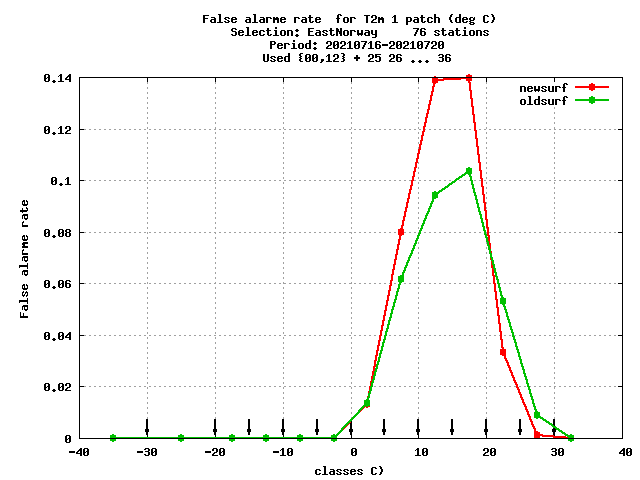 False alarme rate  for T2m 1 patch (deg C)
Selection: EastNorway     76 stations
Period: 20210716-20210720
Used {00,12} + 25 26 ... 36
newsurf
oldsurf
0.14
0.12
0.1
0.08
0.06
0.04
0.02
0
False alarme rate
-40 -30 -20 -10 0 10 20 30 40
classes C)